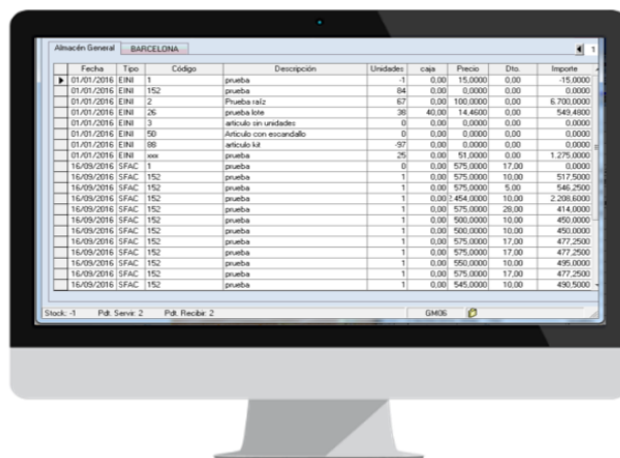 Almacén General BARCELONA 1
Fecha Tipo Código Descripción Unidades caja Precio Dto. Importe
01/01/2016 EINI 1 prueba -1 0,00 15,0000 0,00 -15,0000
01/01/2016 EINI 152 prueba 84 0,00 0,0000 0,00 0,0000
01/01/2016 EINI 2 Prueba raíz 67 0,00 100,0000 0,00 6.700,0000
01/01/2016 EINI 26 prueba lote 38 40,00 14,4600 0,00 549,4800
01/01/2016 EINI 3 articulo sin unidades 0 0,00 0,0000 0,00 0,0000
01/01/2016 EINI 50 Articulo con escandallo 0 0,00 0,0000 0,00 0,0000
01/01/2016 EINI 88 articulo kit -97 0,00 0,0000 0,00 0,0000
01/01/2016 EINI xxx prueba 25 0,00 51,0000 0,00 1.275,0000
16/09/2016 SFAC 1 prueba 0 0,00 575,0000 17,00 0,0000
16/09/2016 SFAC 152 prueba 1 0,00 575,0000 10,00 517,5000
16/09/2016 SFAC 152 prueba 1 0,00 575,0000 5,00 546,2500
16/09/2016 SFAC 152 prueba 1 0,00 2.454,0000 10,00 2.208,6000
16/09/2016 SFAC 152 prueba 1 0,00 575,0000 28,00 414,0000
16/09/2016 SFAC 152 prueba 1 0,00 500,0000 10,00 450,0000
16/09/2016 SFAC 152 prueba 1 0,00 500,0000 10,00 450,0000
16/09/2016 SFAC 152 prueba 1 0,00 575,0000 17,00 477,2500
16/09/2016 SFAC 152 prueba 1 0,00 575,0000 17,00 477,2500
16/09/2016 SFAC 152 prueba 1 0,00 550,0000 10,00 495,0000
16/09/2016 SFAC 152 prueba 1 0,00 575,0000 17,00 477,2500
16/09/2016 SFAC 152 prueba 1 0,00 545,0000 10,00 490,5000
Stock: -1 Pdt. Servir: 2 Pdt. Recibir: 2 GM06